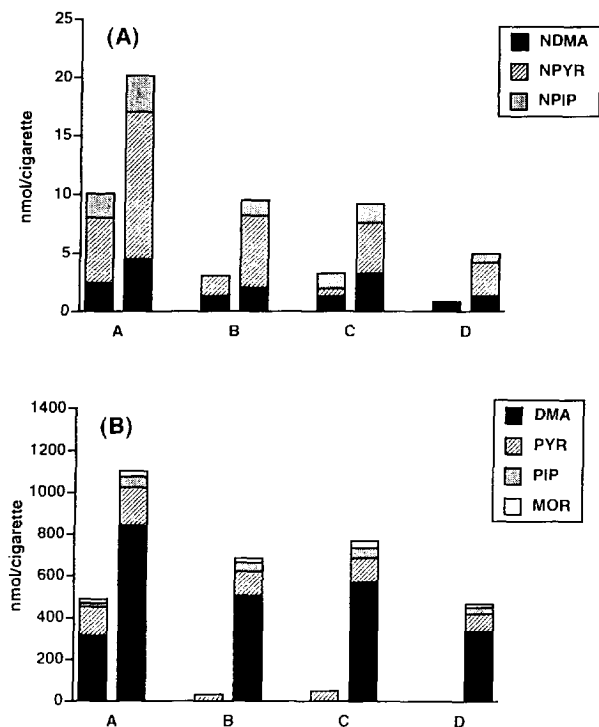 (A)
25
20
15
10
5
0
nmol/cigarette
A B C D
NDMA
NPYR
NPIP
(B)
1400
1200
1000
800
600
400
200
0
nmol/cigarette
A B C D
DMA
PYR
PIP
MOR